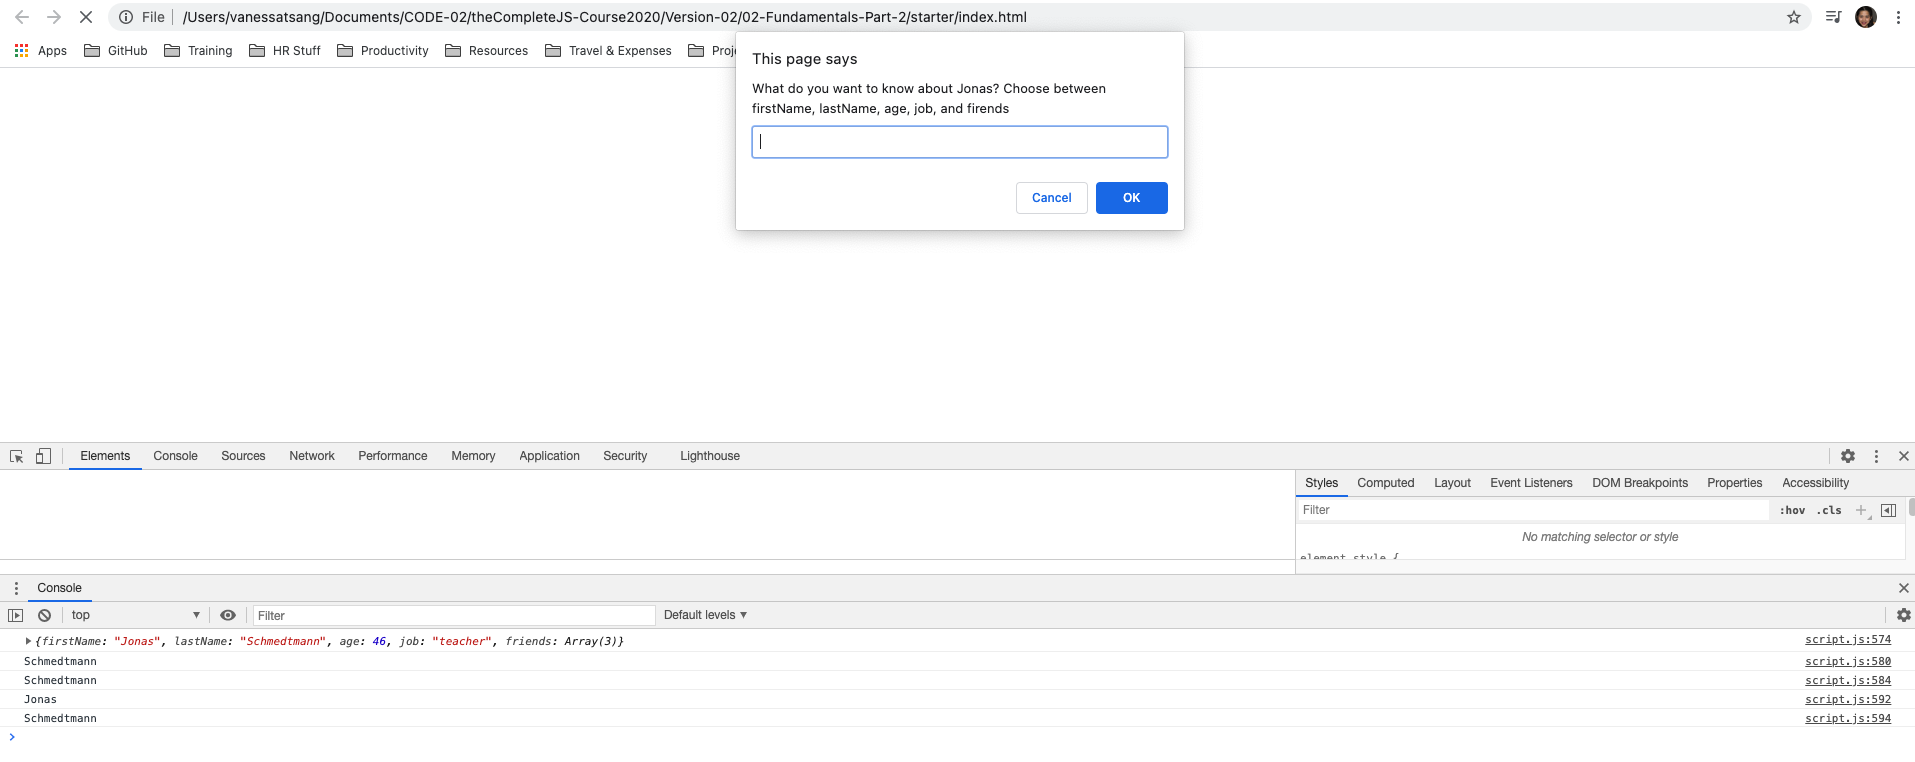 File /Users/vanessatsang/Documents/CODE-02/theCompleteJS-Course2020/Version-02/02-Fundamentals-Part-2/starter/index.html
Apps GitHub Training HR Stuff Productivity Resources Travel & Expenses
This page says
What do you want to know about Jonas? Choose between
firstName, lastName, age, job, and firends
Cancel OK
Elements Console Sources Network Performance Memory Application Security Lighthouse
Styles Computed Layout Event Listeners DOM Breakpoints Properties Accessibility
Filter :hov .cls
No matching selector or style
element.style {
Console
top Filter Default levels
{firstName: "Jonas", lastName: "Schmedtmann", age: 46, job: "teacher", friends: Array(3)} script.js:574
Schmedtmann script.js:580
Schmedtmann script.js:584
Jonas script.js:592
Schmedtmann script.js:594